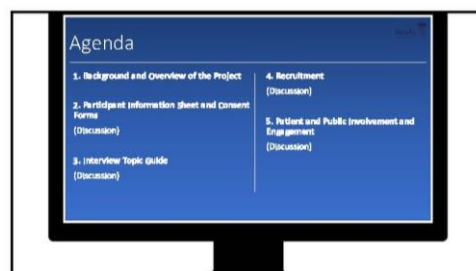 Agenda
1. Background and Overview of the Project
2. Participant Information Sheet and Consent
Forms
(Discussion)
3. Interview Topic Guide
(Discussion)
4. Recruitment
(Discussion)
5. Patient and Public Involvement and
Engagement
(Discussion)